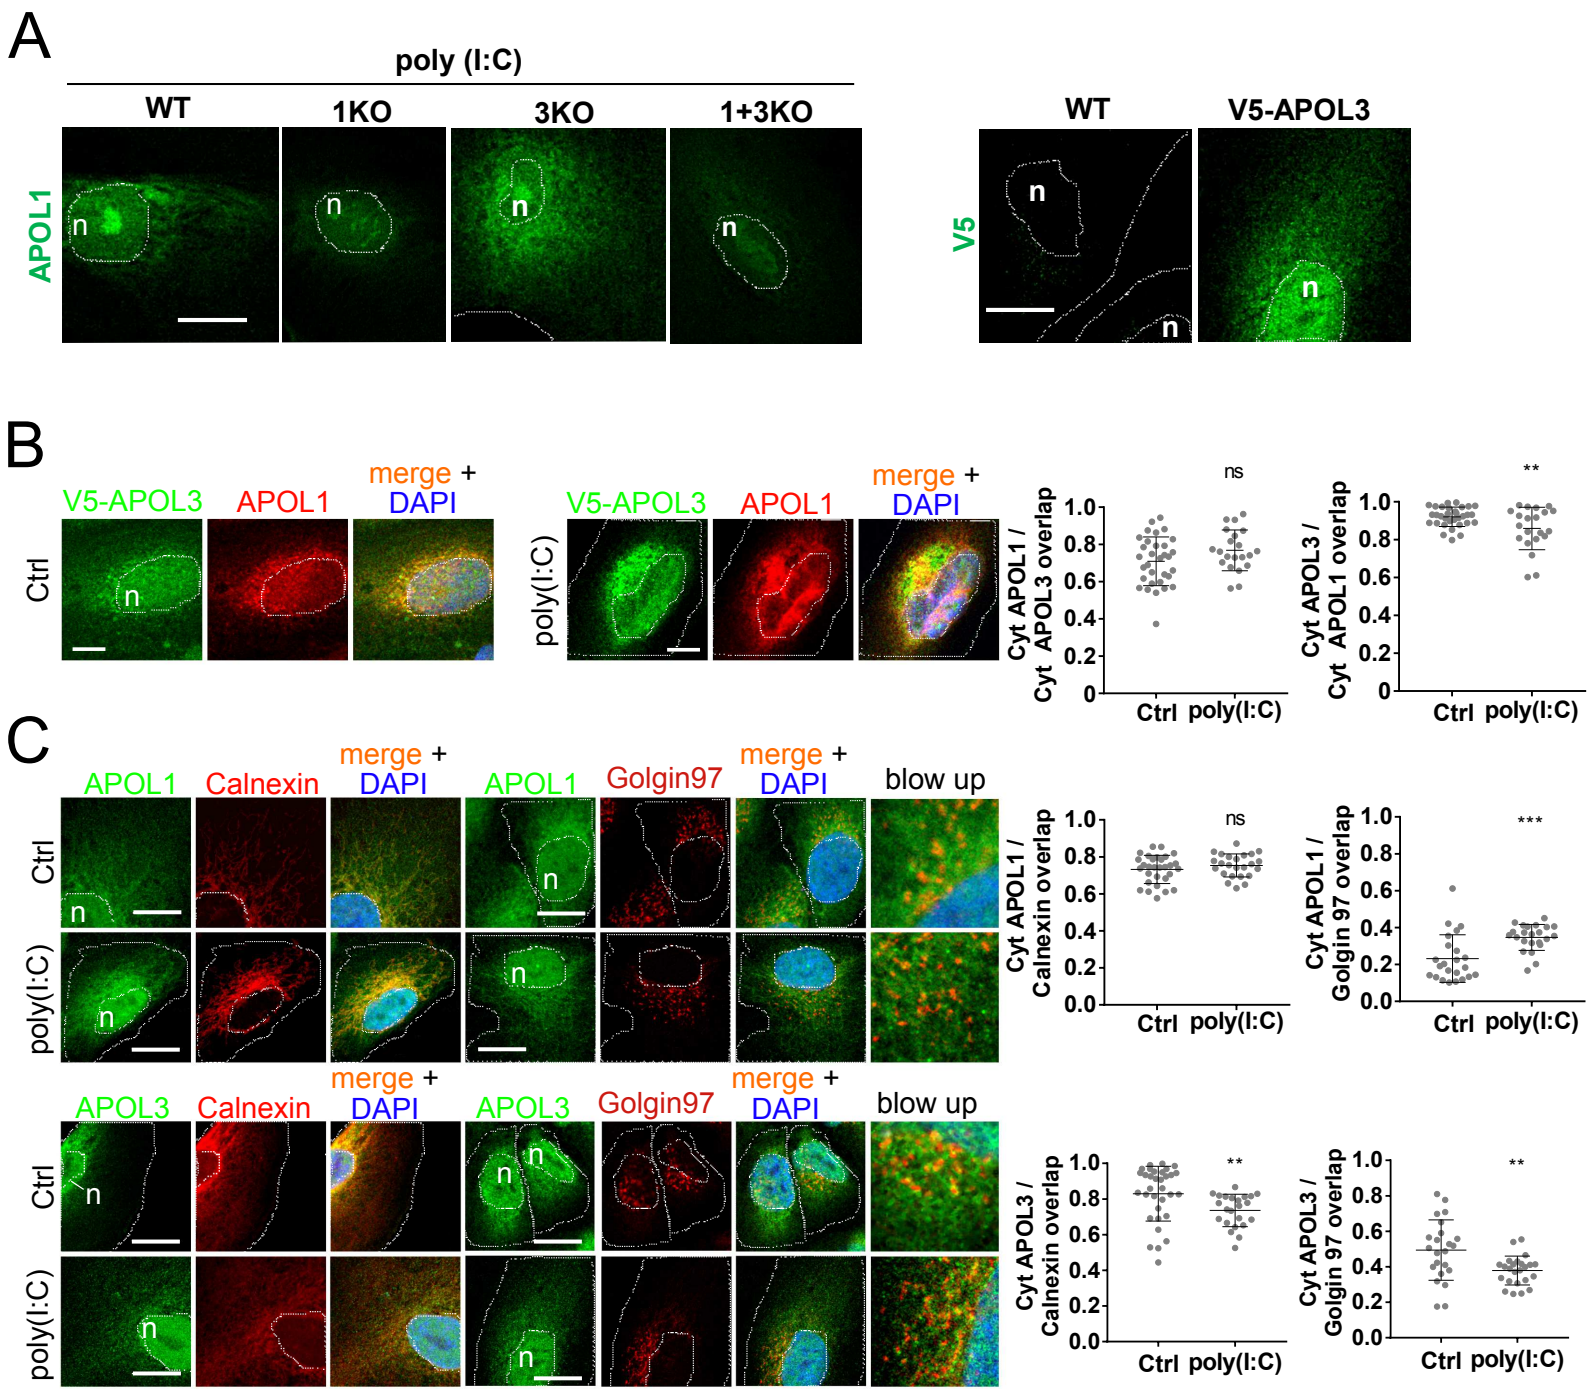 A
poly (I:C)
WT 1KO 3KO 1+3KO
APOL1
n n n n
WT V5-APOL3
V5
n n n
B
V5-APOL3 APOL1 merge + DAPI
Ctrl
n
V5-APOL3 APOL1 merge + DAPI
poly(I:C)
Cyt APOL1 /
Cyt APOL3 overlap
ns
1.0
0.8
0.6
0.4
0.2
0
Ctrl poly(I:C)
Cyt APOL3 /
Cyt APOL1 overlap
**
1.0
0.8
0.6
0.4
0.2
0
Ctrl poly(I:C)
C
APOL1 Calnexin merge + DAPI APOL1 Golgin97 merge + DAPI blow up
Ctrl
n n
poly(I:C)
n n
Cyt APOL1 /
Calnexin overlap
ns
1.0
0.8
0.6
0.4
0.2
0.0
Ctrl poly(I:C)
Cyt APOL1 /
Golgin 97 overlap
***
1.0
0.8
0.6
0.4
0.2
0.0
Ctrl poly(I:C)
APOL3 Calnexin merge + DAPI APOL3 Golgin97 merge + DAPI blow up
Ctrl
n n n
poly(I:C)
n n
Cyt APOL3 /
Calnexin overlap
**
1.0
0.8
0.6
0.4
0.2
0.0
Ctrl poly(I:C)
Cyt APOL3 /
Golgin 97 overlap
**
1.0
0.8
0.6
0.4
0.2
0.0
Ctrl poly(I:C)